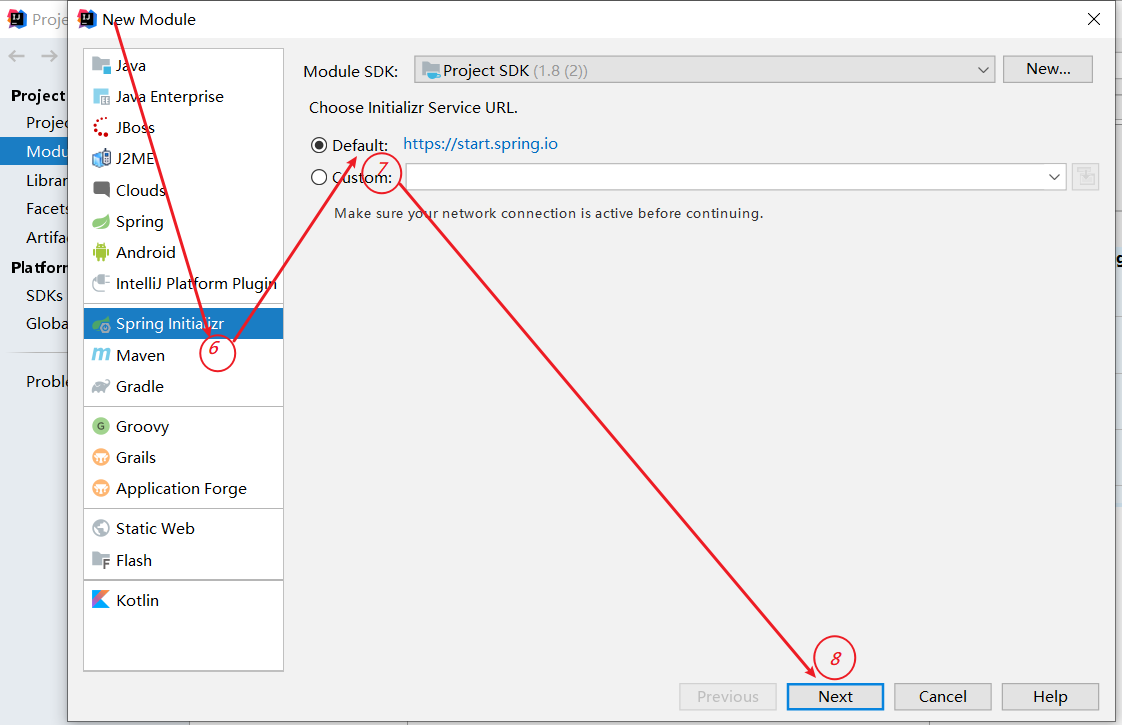 Proje
New Module
Project
Proje
Modu
Librar
Facets
Artifa
Platforr
SDKs
Globa
Proble
Java
Java Enterprise
JBoss
J2ME
Clouds
Spring
Android
IntelliJ Platform Plugin
Spring Initializr
Maven
Gradle
Groovy
Grails
Application Forge
Static Web
Flash
Kotlin
Module SDK: Project SDK (1.8 (2)) New...
Choose Initializr Service URL.
Default: https://start.spring.io
Custom:
Make sure your network connection is active before continuing.
6
7
8
Previous Next Cancel Help